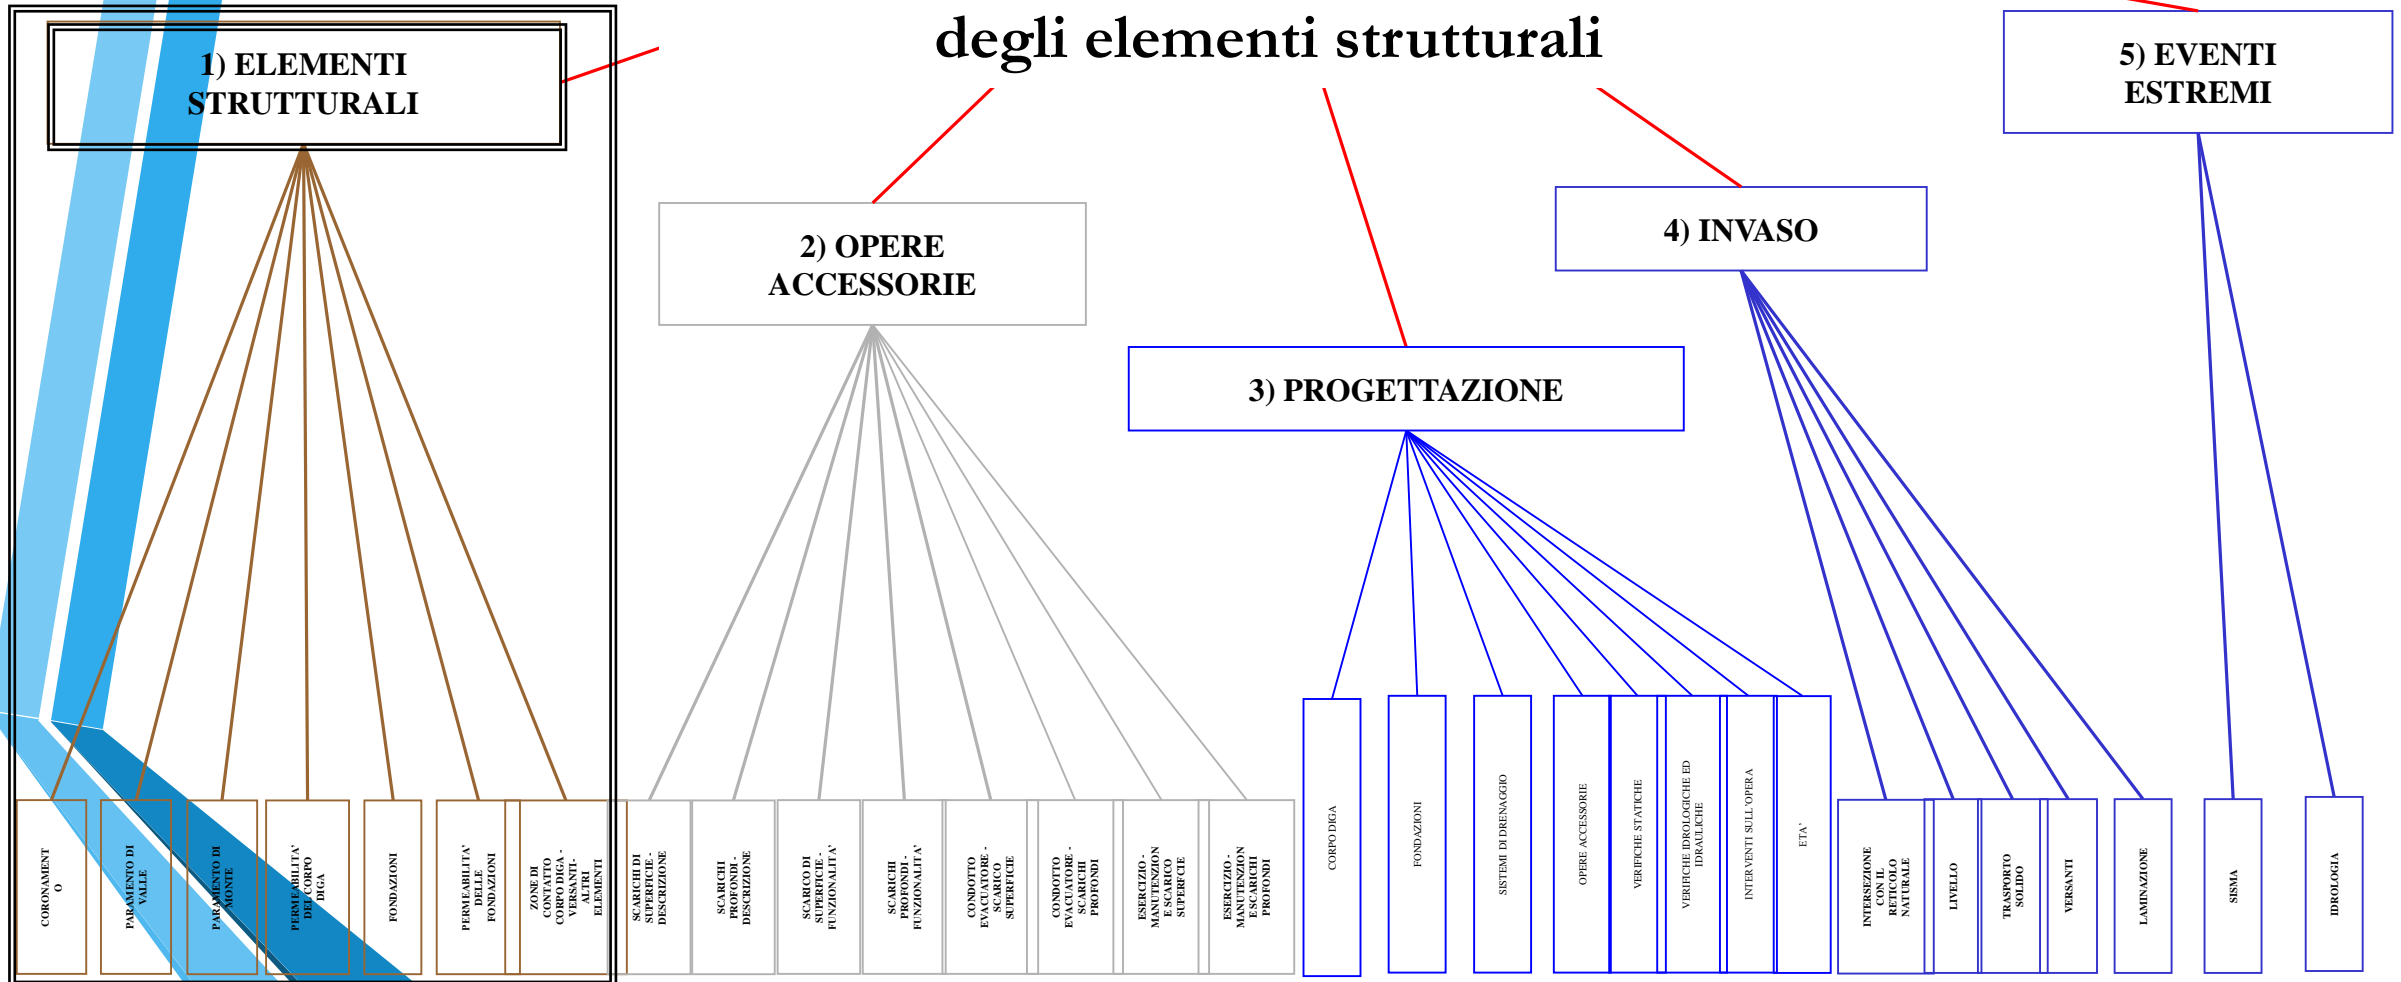 degli elementi strutturali
1) ELEMENTI
STRUTTURALI
5) EVENTI
ESTREMI
2) OPERE
ACCESSORIE
4) INVASO
3) PROGETTAZIONE
CORONAMENT
O
PARAMENTO DI
VALLE
PARAMENTO DI
MONTE
PERMEABILITA'
DEL CORPO
DIGA
FONDAZIONI
PERMEABILITA'
DELLE
FONDAZIONI
ZONE DI
CONTATTO
CORPO DIGA -
VERSANTI-
ALTRI
ELEMENTI
SCARICHI DI
SUPERFICIE -
DESCRIZIONE
SCARICHI
PROFONDI -
DESCRIZIONE
SCARICO DI
SUPERFICIE -
FUNZIONALITA'
SCARICHI
PROFONDI -
FUNZIONALITA'
CONDOTTO
EVACUATORE -
SCARICO
SUPERFICIE
CONDOTTO
EVACUATORE -
SCARICHI
PROFONDI
ESERCIZIO -
MANUTENZION
E SCARICO
SUPERFCIE
ESERCIZIO -
MANUTENZION
E SCARICHI
PROFONDI
CORPO DIGA
FONDAZIONI
SISTEMI DI DRENAGGIO
OPERE ACCESSORIE
VERIFICHE STATICHE
VERIFICHE IDROLOGICHE ED
IDRAULICHE
INTERVENTI SULL'OPERA
ETA'
INTERSEZIONE
CON IL
RETICOLO
NATURALE
LIVELLO
TRASPORTO
SOLIDO
VERSANTI
LAMINAZIONE
SISMA
IDROLOGIA